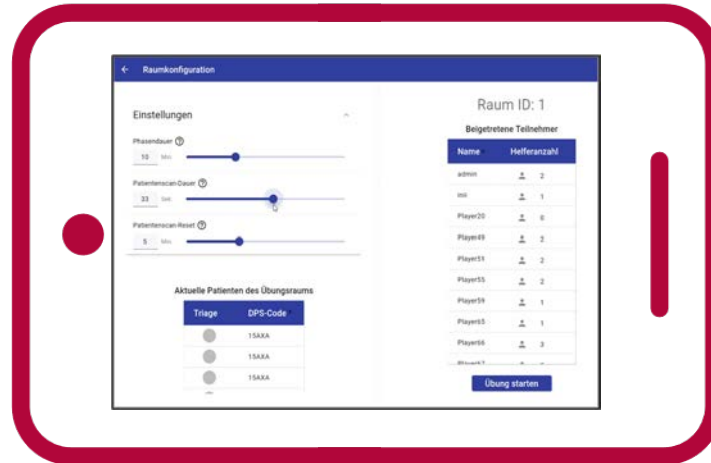 Raumkonfiguration
Einstellungen
Phasendauer
10 Min
Patientenscan-Dauer
33 Sek
Patientenscan-Reset
5 Min
Aktuelle Patienten des Übungsraums
Triage DPS-Code
15AXA
15AXA
15AXA
Raum ID: 1
Beigetretene Teilnehmer
Name Helferanzahl
admin 2
1
Player20 0
Player49 2
Player51 2
Player55 2
Player59 1
Player65 1
Player66 3
Übung starten